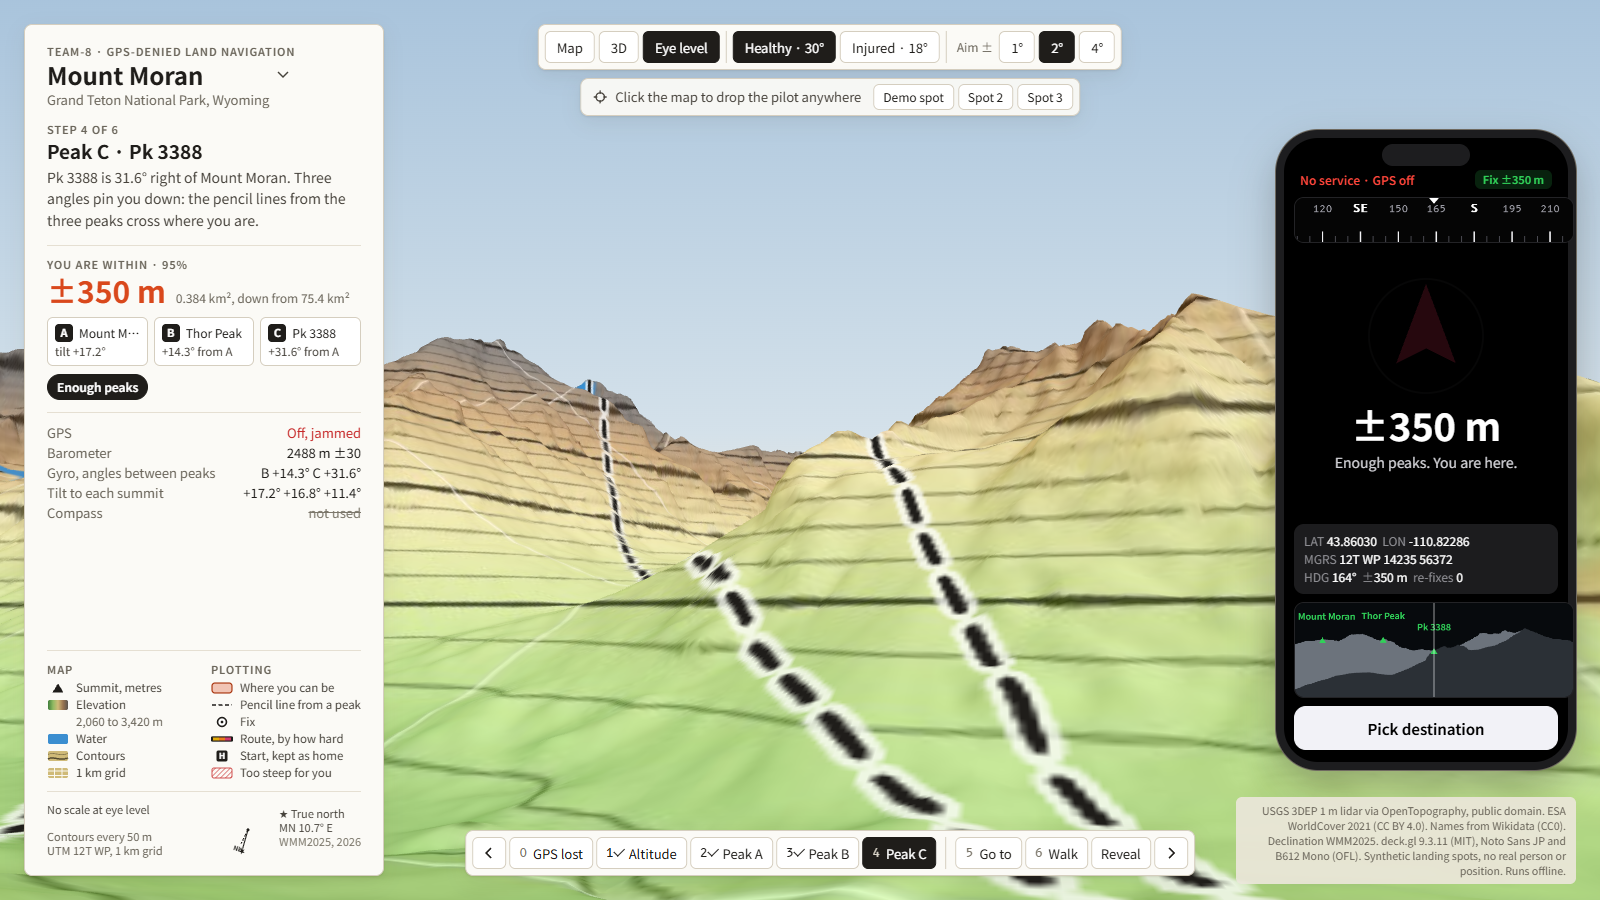 TEAM-8 · GPS-DENIED LAND NAVIGATION
Mount Moran
Grand Teton National Park, Wyoming
STEP 4 OF 6
Peak C · Pk 3388
Pk 3388 is 31.6° right of Mount Moran. Three
angles pin you down: the pencil lines from the
three peaks cross where you are.
YOU ARE WITHIN · 95%
±350 m 0.384 km², down from 75.4 km²
A Mount M··· tilt +17.2°
B Thor Peak +14.3° from A
C Pk 3388 +31.6° from A
Enough peaks
GPS Off, jammed
Barometer 2488 m ±30
Gyro, angles between peaks B +14.3° C +31.6°
Tilt to each summit +17.2° +16.8° +11.4°
Compass not used
MAP
Summit, metres
Elevation
2,060 to 3,420 m
Water
Contours
1 km grid
PLOTTING
Where you can be
Pencil line from a peak
Fix
Route, by how hard
H Start, kept as home
Too steep for you
No scale at eye level
Contours every 50 m
UTM 12T WP, 1 km grid
★ True north
MN 10.7° E
WMM2025, 2026
Map 3D Eye level Healthy · 30° Injured · 18° Aim ± 1° 2° 4°
Click the map to drop the pilot anywhere Demo spot Spot 2 Spot 3
No service · GPS off Fix ±350 m
120 SE 150 165 S 195 210
±350 m
Enough peaks. You are here.
LAT 43.86030 LON -110.82286
MGRS 12T WP 14235 56372
HDG 164° ±350 m re-fixes 0
Mount Moran Thor Peak
Pk 3388
Pick destination
0 GPS lost 1✓ Altitude 2✓ Peak A 3✓ Peak B 4 Peak C 5 Go to 6 Walk Reveal
USGS 3DEP 1 m lidar via OpenTopography, public domain. ESA
WorldCover 2021 (CC BY 4.0). Names from Wikidata (CC0).
Declination WMM2025. deck.gl 9.3.11 (MIT), Noto Sans JP and
B612 Mono (OFL). Synthetic landing spots, no real person or
position. Runs offline.